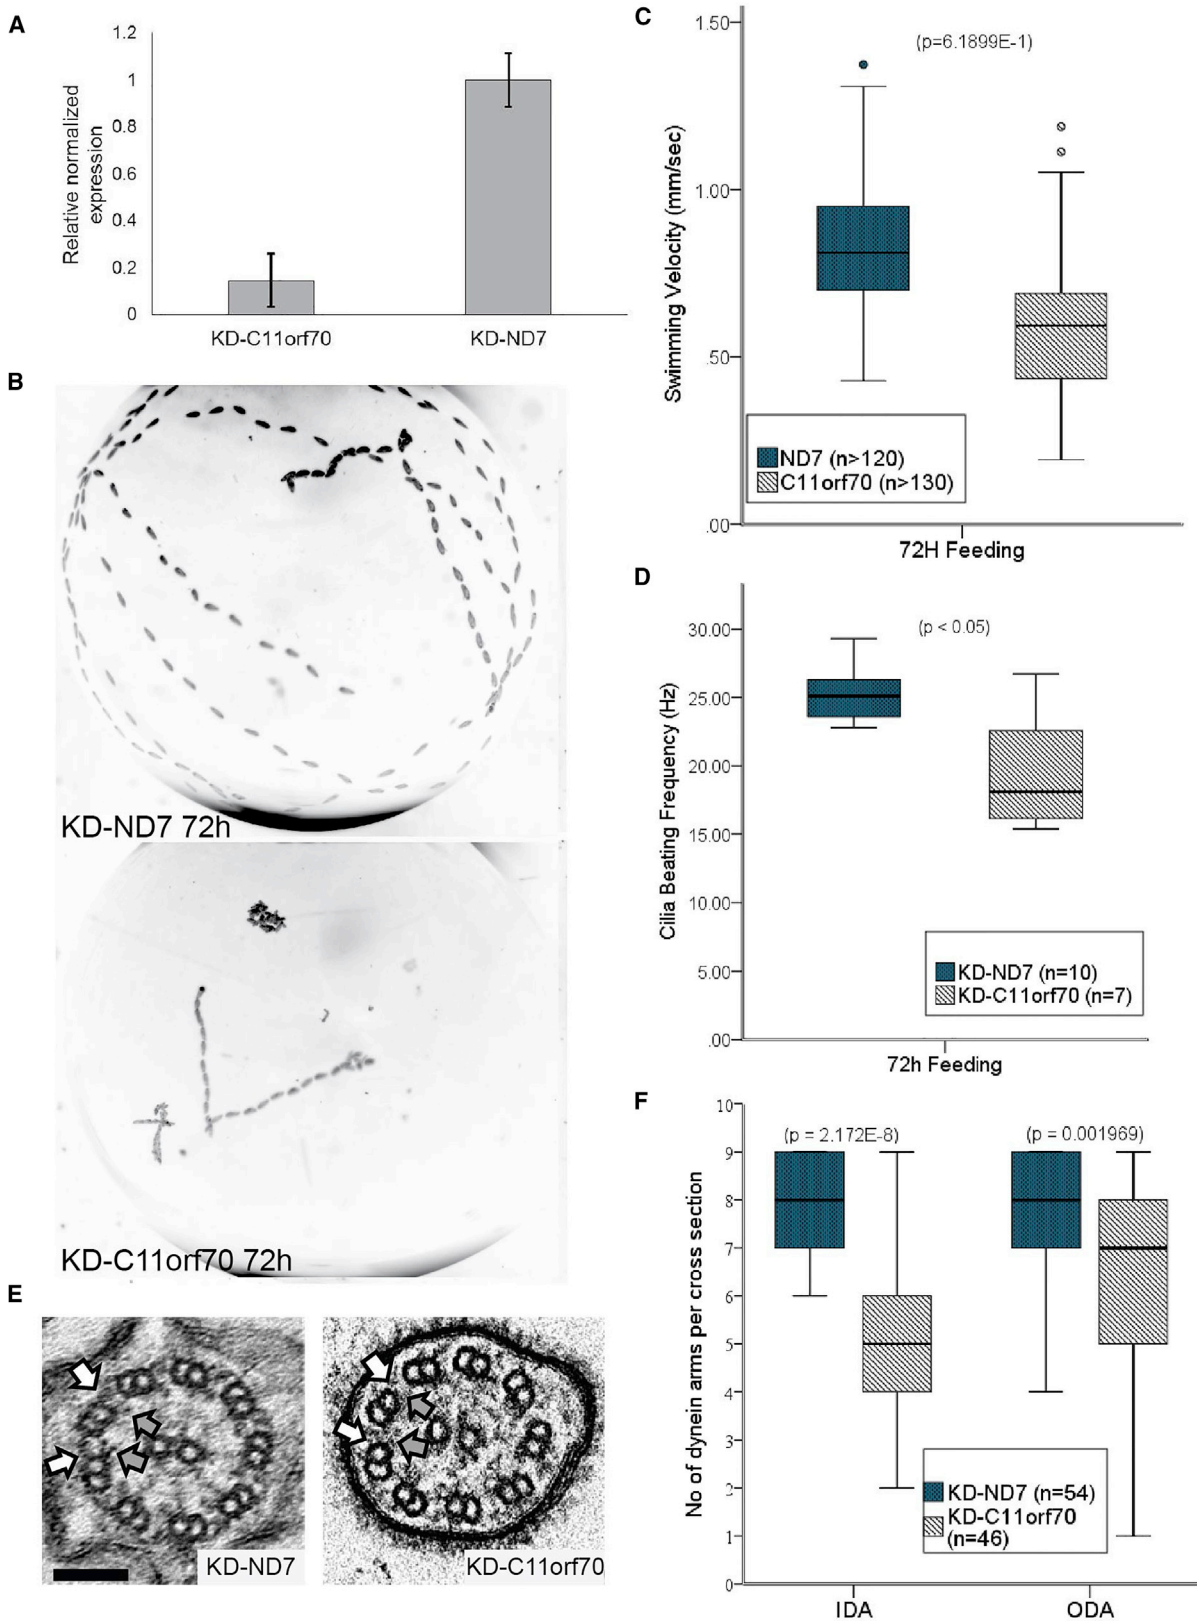 A
1.2
1
0.8
0.6
0.4
0.2
0
Relative normalized
expression
KD-C11orf70
KD-ND7
B
KD-ND7 72h
KD-C11orf70 72h
C
1.50
1.00
.50
.00
Swimming Velocity (mm/sec)
(p=6.1899E-1)
ND7 (n>120)
C11orf70 (n>130)
72H Feeding
D
30.00
25.00
20.00
15.00
10.00
5.00
.00
Cilia Beating Frequency (Hz)
(p < 0.05)
KD-ND7 (n=10)
KD-C11orf70 (n=7)
72h Feeding
E
KD-ND7
KD-C11orf70
F
10
9
8
7
6
5
4
3
2
1
0
No of dynein arms per cross section
(p = 2.172E-8)
(p = 0.001969)
KD-ND7 (n=54)
KD-C11orf70
(n=46)
IDA
ODA